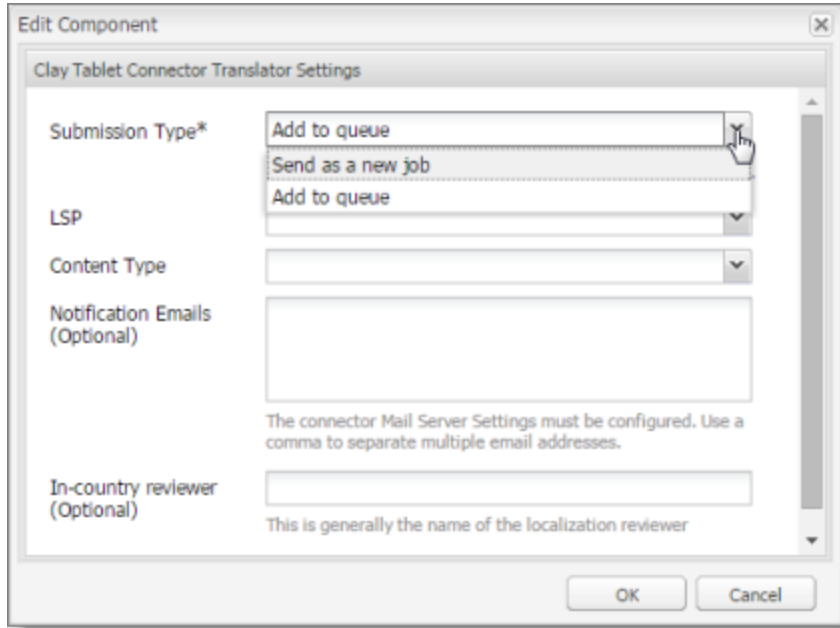 Edit Component
Clay Tablet Connector Translator Settings
Submission Type*
Add to queue
Send as a new job
Add to queue
LSP
Content Type
Notification Emails
(Optional)
The connector Mail Server Settings must be configured. Use a
comma to separate multiple email addresses.
In-country reviewer
(Optional)
This is generally the name of the localization reviewer
OK
Cancel